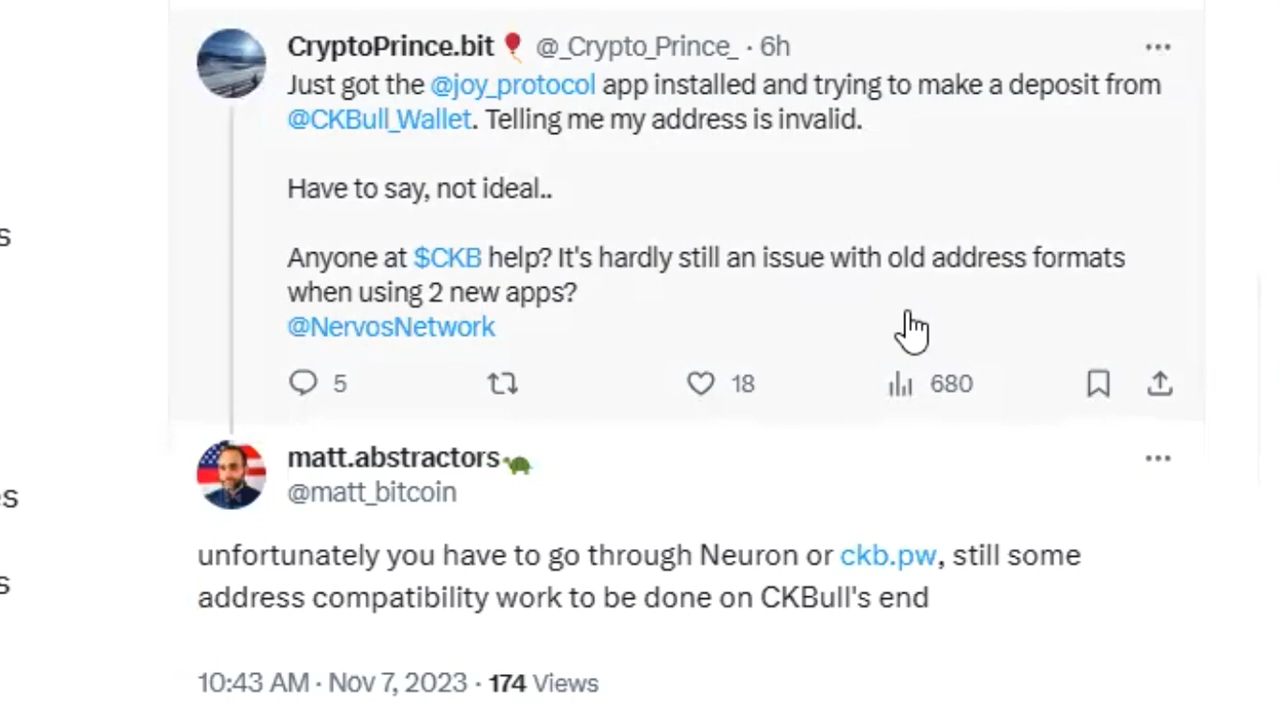 CryptoPrince.bit @_Crypto_Prince_ · 6h
Just got the @joy_protocol app installed and trying to make a deposit from
@CKBull_Wallet. Telling me my address is invalid.
Have to say, not ideal..
Anyone at $CKB help? It's hardly still an issue with old address formats
when using 2 new apps?
@NervosNetwork
5 18 680
matt.abstractors
@matt_bitcoin
unfortunately you have to go through Neuron or ckb.pw, still some
address compatibility work to be done on CKBull's end
10:43 AM · Nov 7, 2023 · 174 Views
s
es
s